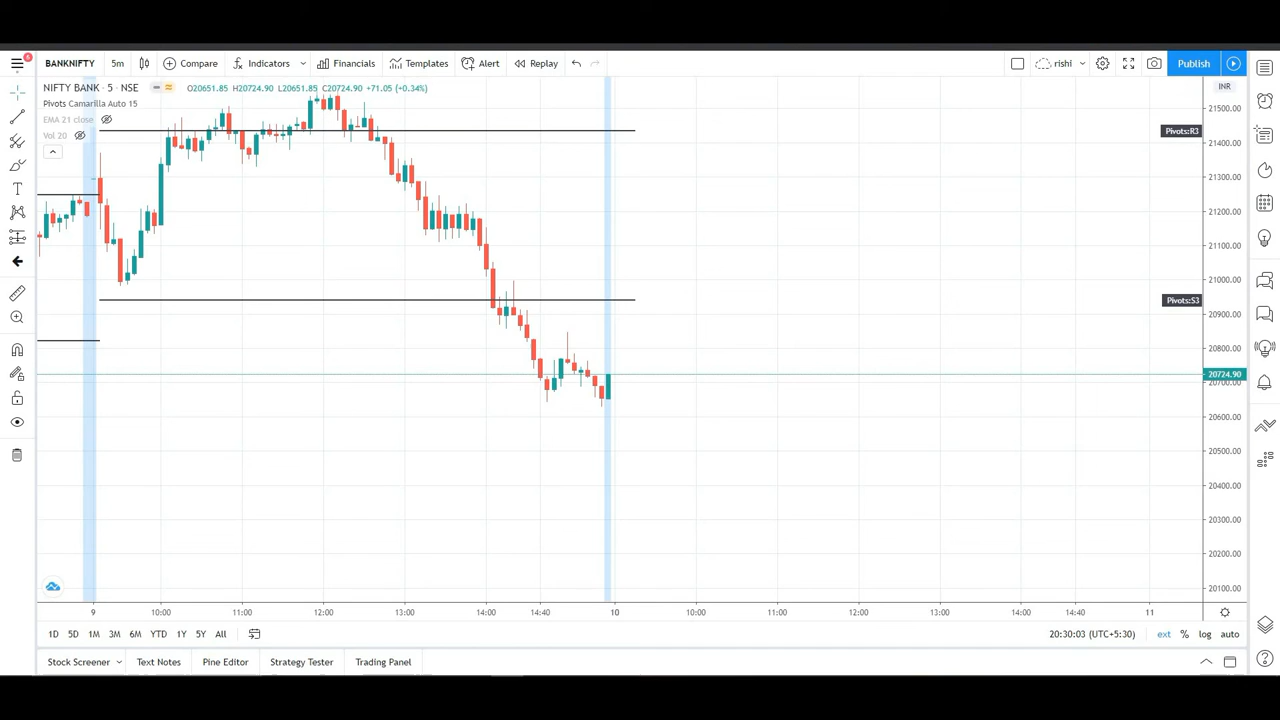 6
BANKNIFTY 5m Compare Indicators Financials Templates Alert Replay rishi Publish
NIFTY BANK · 5 · NSE O20651.85 H20724.90 L20651.85 C20724.90 +71.05 (+0.34%) INR
Pivots Camarilla Auto 15
EMA 21 close
Vol 20
21500.00
Pivots:R3
21400.00
21300.00
21200.00
21100.00
21000.00
Pivots:S3
20900.00
20800.00
20724.90
20700.00
20600.00
20500.00
20400.00
20300.00
20200.00
20100.00
9 10:00 11:00 12:00 13:00 14:00 14:40 10 10:00 11:00 12:00 13:00 14:00 14:40 11
1D 5D 1M 3M 6M YTD 1Y 5Y All 20:30:03 (UTC+5:30) ext % log auto
Stock Screener Text Notes Pine Editor Strategy Tester Trading Panel